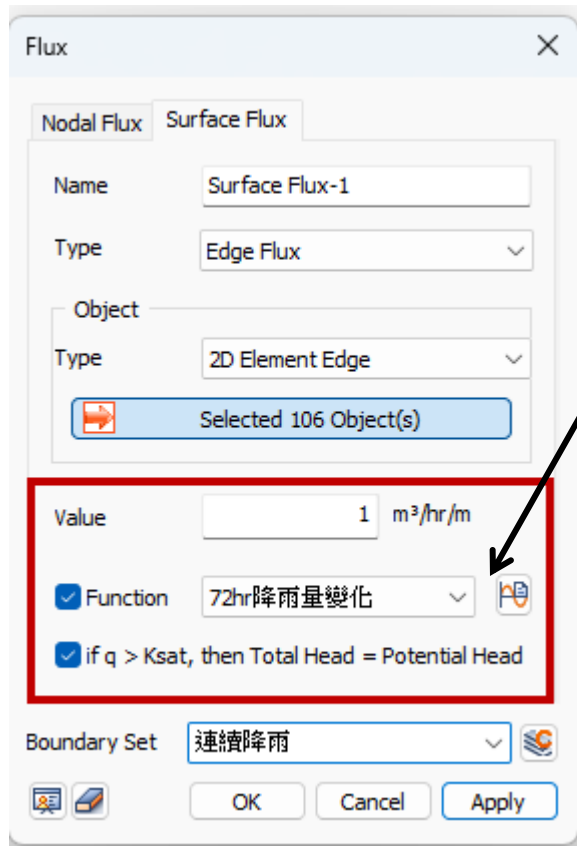 Flux
Nodal Flux Surface Flux
Name Surface Flux-1
Type Edge Flux
Object
Type 2D Element Edge
Selected 106 Object(s)
Value 1 m³/hr/m
Function 72hr降雨量變化
if q > Ksat, then Total Head = Potential Head
Boundary Set 連續降雨
OK Cancel Apply